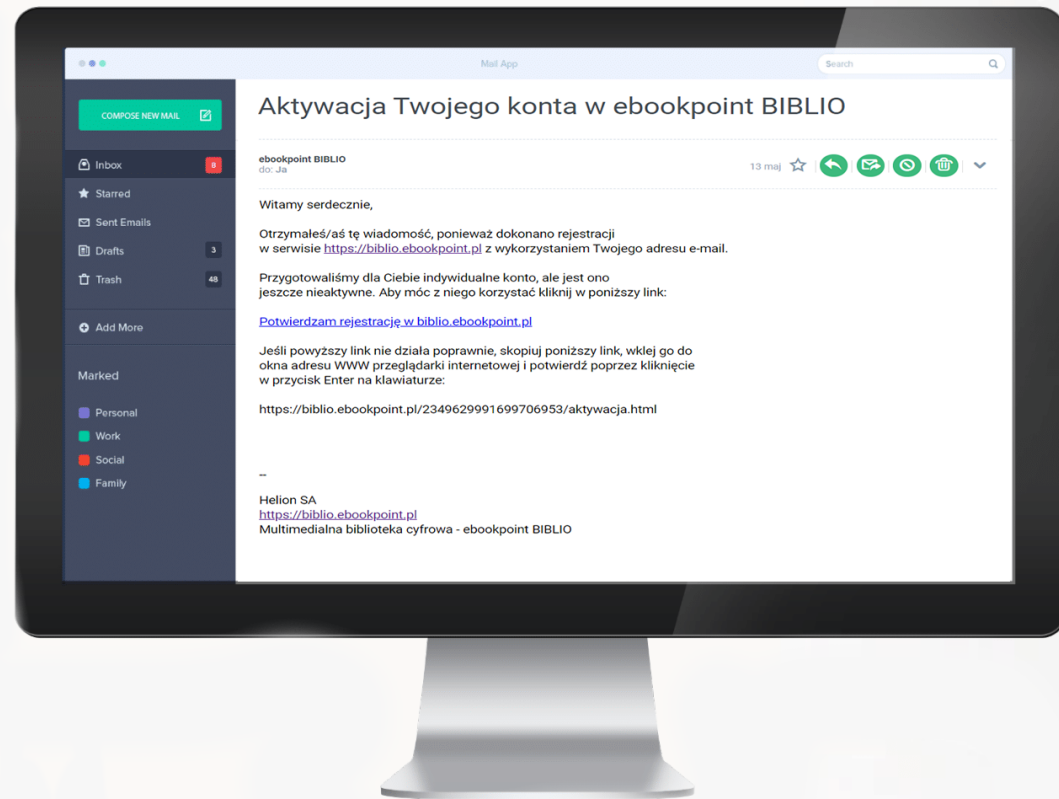 Mail App
Search
COMPOSE NEW MAIL
Inbox 8
Starred
Sent Emails
Drafts 3
Trash 48
Add More
Marked
Personal
Work
Social
Family
Aktywacja Twojego konta w ebookpoint BIBLIO
ebookpoint BIBLIO
do: Ja
13 maj
Witamy serdecznie,
Otrzymałeś/aś tę wiadomość, ponieważ dokonano rejestracji
w serwisie https://biblio.ebookpoint.pl z wykorzystaniem Twojego adresu e-mail.
Przygotowaliśmy dla Ciebie indywidualne konto, ale jest ono
jeszcze nieaktywne. Aby móc z niego korzystać kliknij w poniższy link:
Potwierdzam rejestrację w biblio.ebookpoint.pl
Jeśli powyższy link nie działa poprawnie, skopiuj poniższy link, wklej go do
okna adresu WWW przeglądarki internetowej i potwierdź poprzez kliknięcie
w przycisk Enter na klawiaturze:
https://biblio.ebookpoint.pl/2349629991699706953/aktywacja.html
--
Helion SA
https://biblio.ebookpoint.pl
Multimedialna biblioteka cyfrowa - ebookpoint BIBLIO